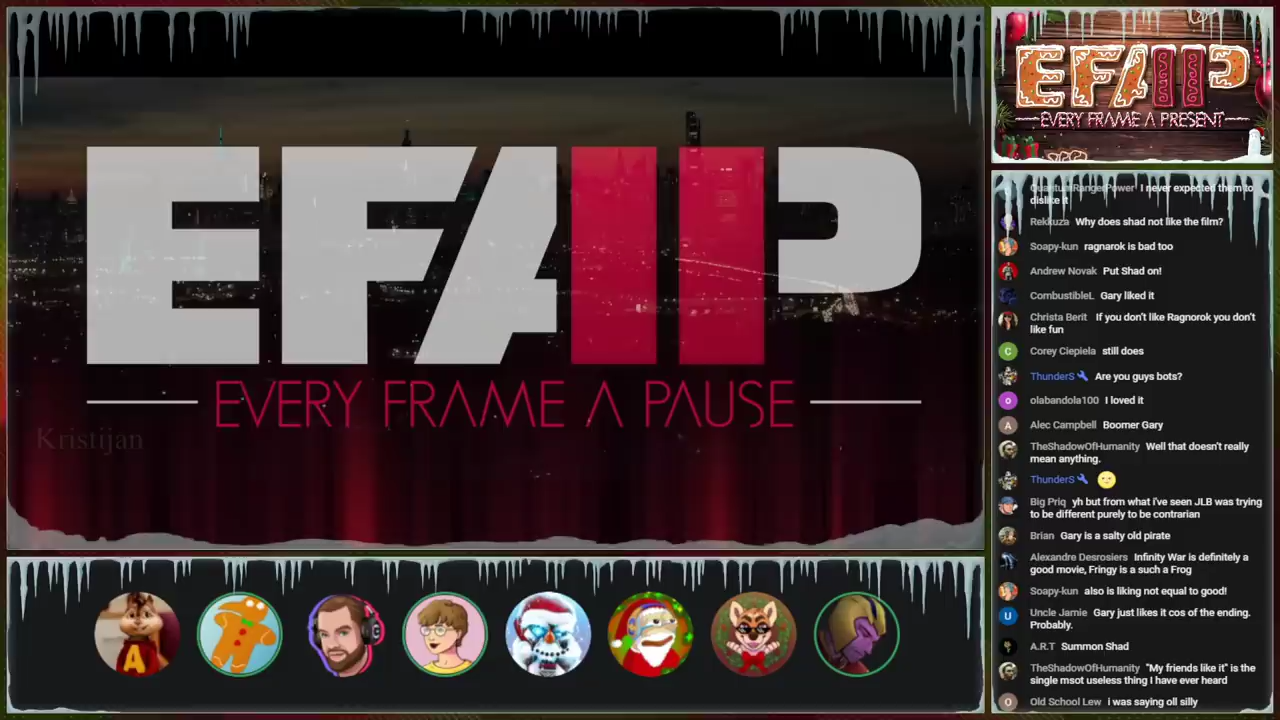 EFAP
EVERY FRAME A PAUSE
Kristijan
EFAP
EVERY FRAME A PRESENT
QuantumRangerPower I never expected them to
dislike it
Rekkuza Why does shad not like the film?
Soapy-kun ragnarok is bad too
Andrew Novak Put Shad on!
CombustibleL Gary liked it
Christa Berit If you don't like Ragnorok you don't
like fun
C Corey Ciepiela still does
ThunderS Are you guys bots?
o olabandola100 I loved it
A Alec Campbell Boomer Gary
TheShadowOfHumanity Well that doesn't really
mean anything.
ThunderS
Big Priq yh but from what i've seen JLB was trying
to be different purely to be contrarian
Brian Gary is a salty old pirate
Alexandre Desrosiers Infinity War is definitely a
good movie, Fringy is a such a Frog
Soapy-kun also is liking not equal to good!
U Uncle Jamie Gary just likes it cos of the ending.
Probably.
A.R.T Summon Shad
TheShadowOfHumanity "My friends like it" is the
single msot useless thing I have ever heard
O Old School Lew I was saying oll silly
A
G